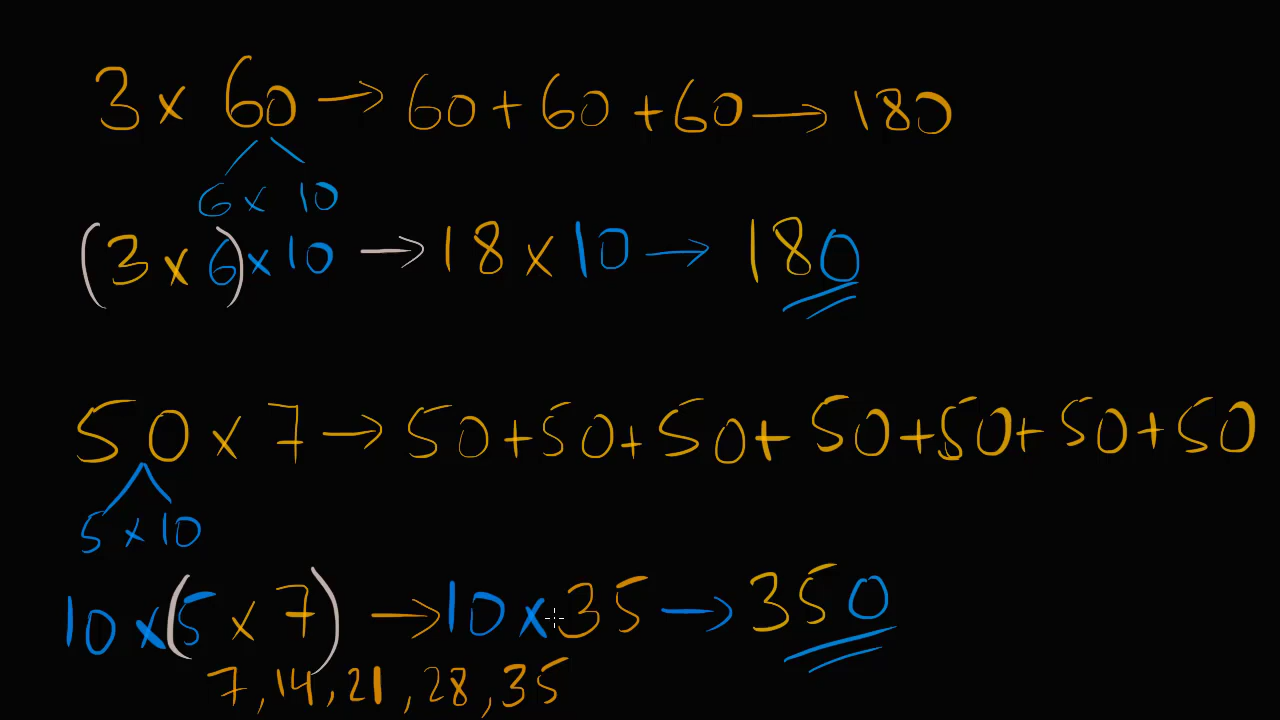 3 x 60 → 60 + 60 + 60 → 180
6 x 10
(3 x 6) x 10 → 18 x 10 → 180
50 x 7 → 50 + 50 + 50 + 50 + 50 + 50 + 50
5 x 10
10 x (5 x 7) → 10 x 35 → 350
7, 14, 21, 28, 35